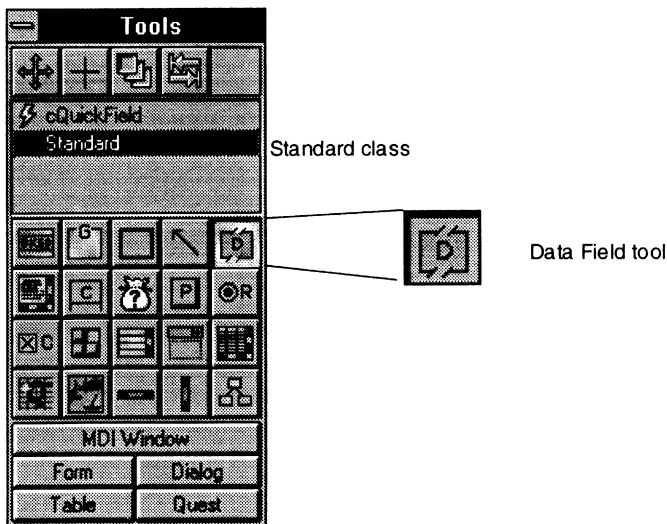 Tools
cQuickField
Standard
Standard class
G
D
D
Data Field tool
C
?
P
R
C
MDI Window
Form
Dialog
Table
Quest